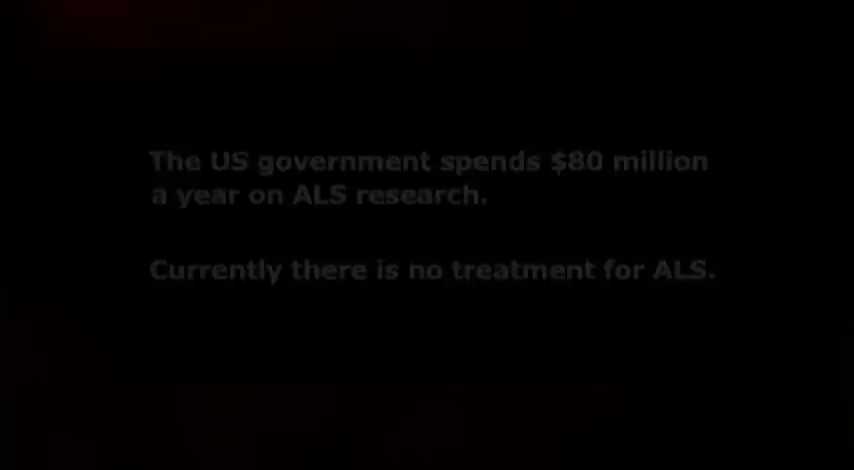 The US government spends $80 million
a year on ALS research.
Currently there is no treatment for ALS.